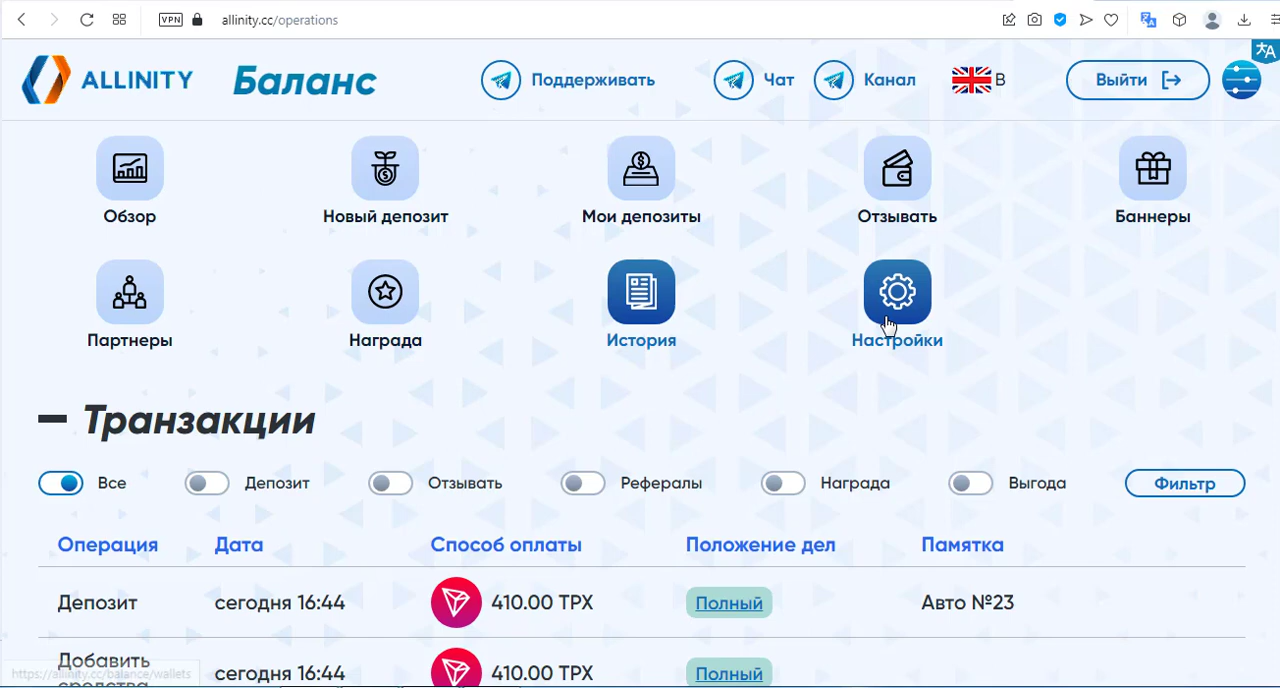 VPN allinity.cc/operations
ALLINITY Баланс Поддерживать Чат Канал В Выйти
Обзор Новый депозит Мои депозиты Отзывать Баннеры
Партнеры Награда История Настройки
Транзакции
Все Депозит Отзывать Рефералы Награда Выгода Фильтр
Операция Дата Способ оплаты Положение дел Памятка
Депозит сегодня 16:44 410.00 ТРХ Полный Авто №23
Добавить сегодня 16:44 410.00 ТРХ Полный
средства
https://allinity.cc/balance/wallets